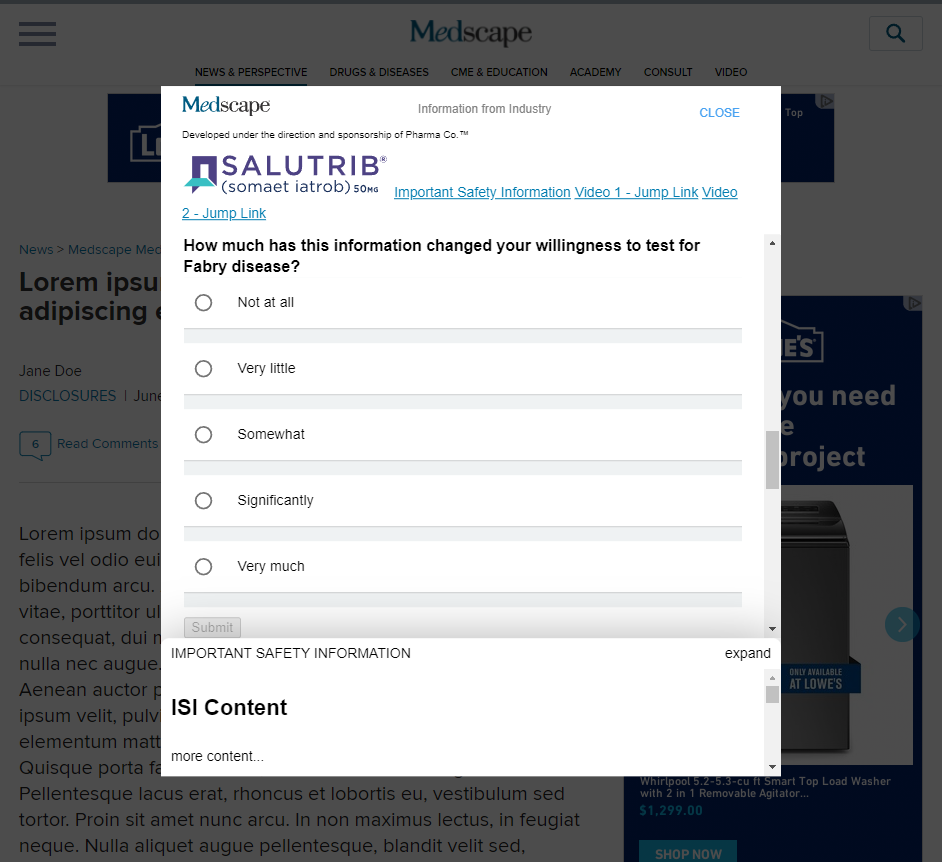 Medscape
NEWS & PERSPECTIVE DRUGS & DISEASES CME & EDUCATION ACADEMY CONSULT VIDEO
Top
Medscape Information from Industry CLOSE
Developed under the direction and sponsorship of Pharma Co.™
SALUTRIB®
(somaet iatrob) 50MG
Important Safety Information Video 1 - Jump Link Video
2 - Jump Link
How much has this information changed your willingness to test for
Fabry disease?
Not at all
Very little
Somewhat
Significantly
Very much
Submit
IMPORTANT SAFETY INFORMATION expand
ISI Content
more content...
News > Medscape Med
Lorem ipsu
adipiscing e
Jane Doe
DISCLOSURES | June
6 Read Comments
Lorem ipsum do
felis vel odio eui
bibendum arcu.
vitae, porttitor ul
consequat, dui n
nulla nec augue.
Aenean auctor p
ipsum velit, pulvi
elementum matt
Quisque porta fa
Pellentesque lacus erat, rhoncus et lobortis eu, vestibulum sed
tortor. Proin sit amet nunc arcu. In non maximus lectus, in feugiat
neque. Nulla aliquet augue pellentesque, blandit velit sed,
E'S
you need
e
project
ONLY AVAILABLE
AT LOWE'S
Whirlpool 5.2-5.3-cu ft Smart Top Load Washer
with 2 in 1 Removable Agitator...
$1,299.00
SHOP NOW